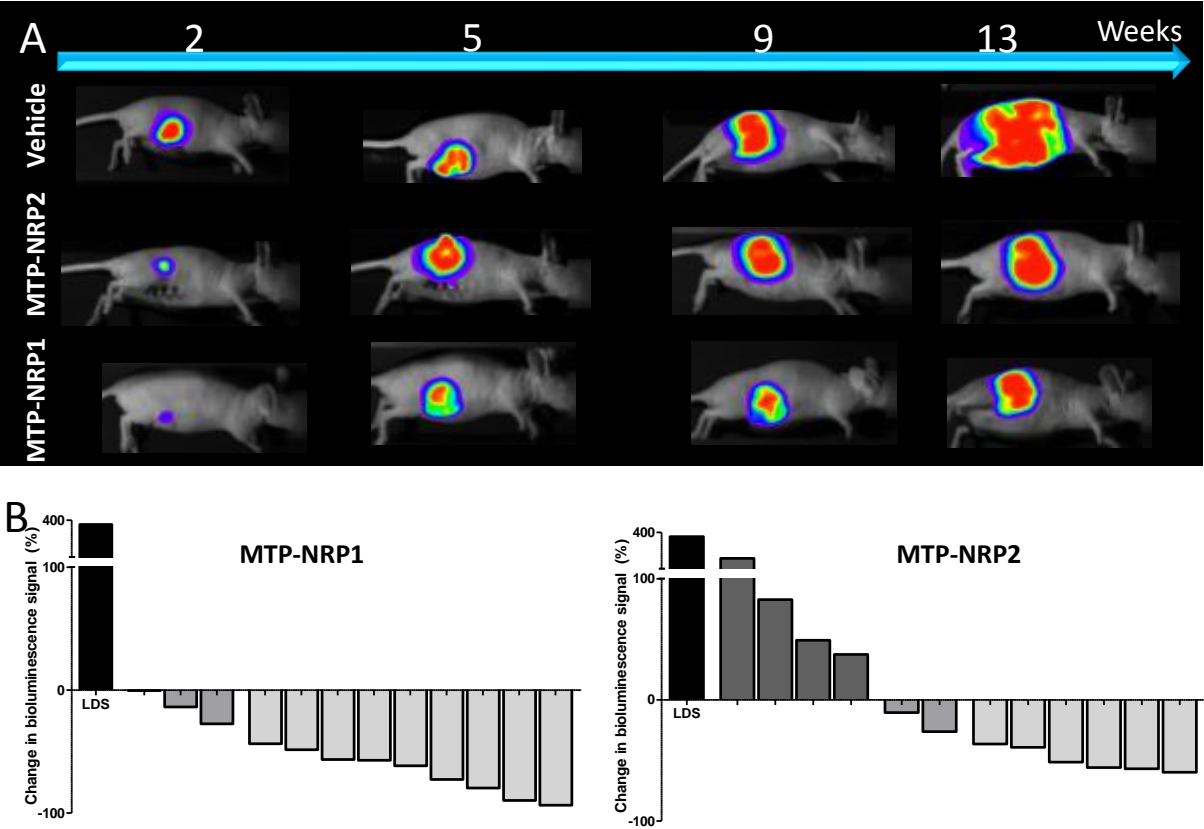 A 2 5 9 13 Weeks
Vehicle
MTP-NRP2
MTP-NRP1
B
Change in bioluminescence signal (%)
400
100
0
-100
MTP-NRP1
LDS
Change in bioluminescence signal (%)
400
100
0
-100
MTP-NRP2
LDS